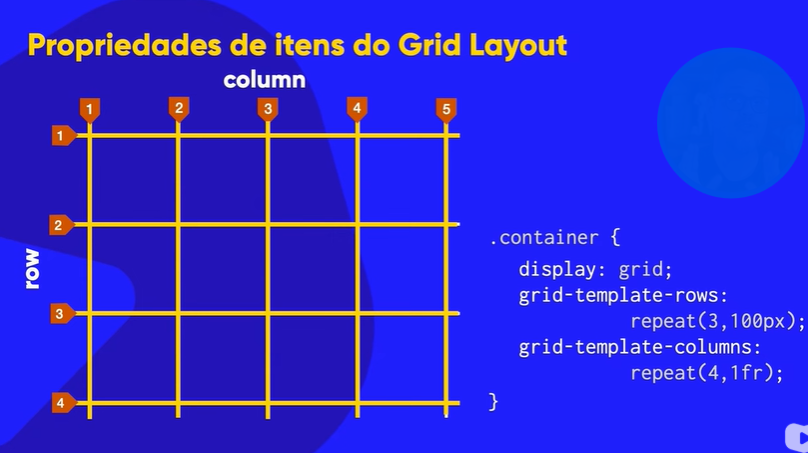 Propriedades de itens do Grid Layout
column
1 2 3 4 5
1
2
row
3
4
.container {
display: grid;
grid-template-rows:
repeat(3,100px);
grid-template-columns:
repeat(4,1fr);
}